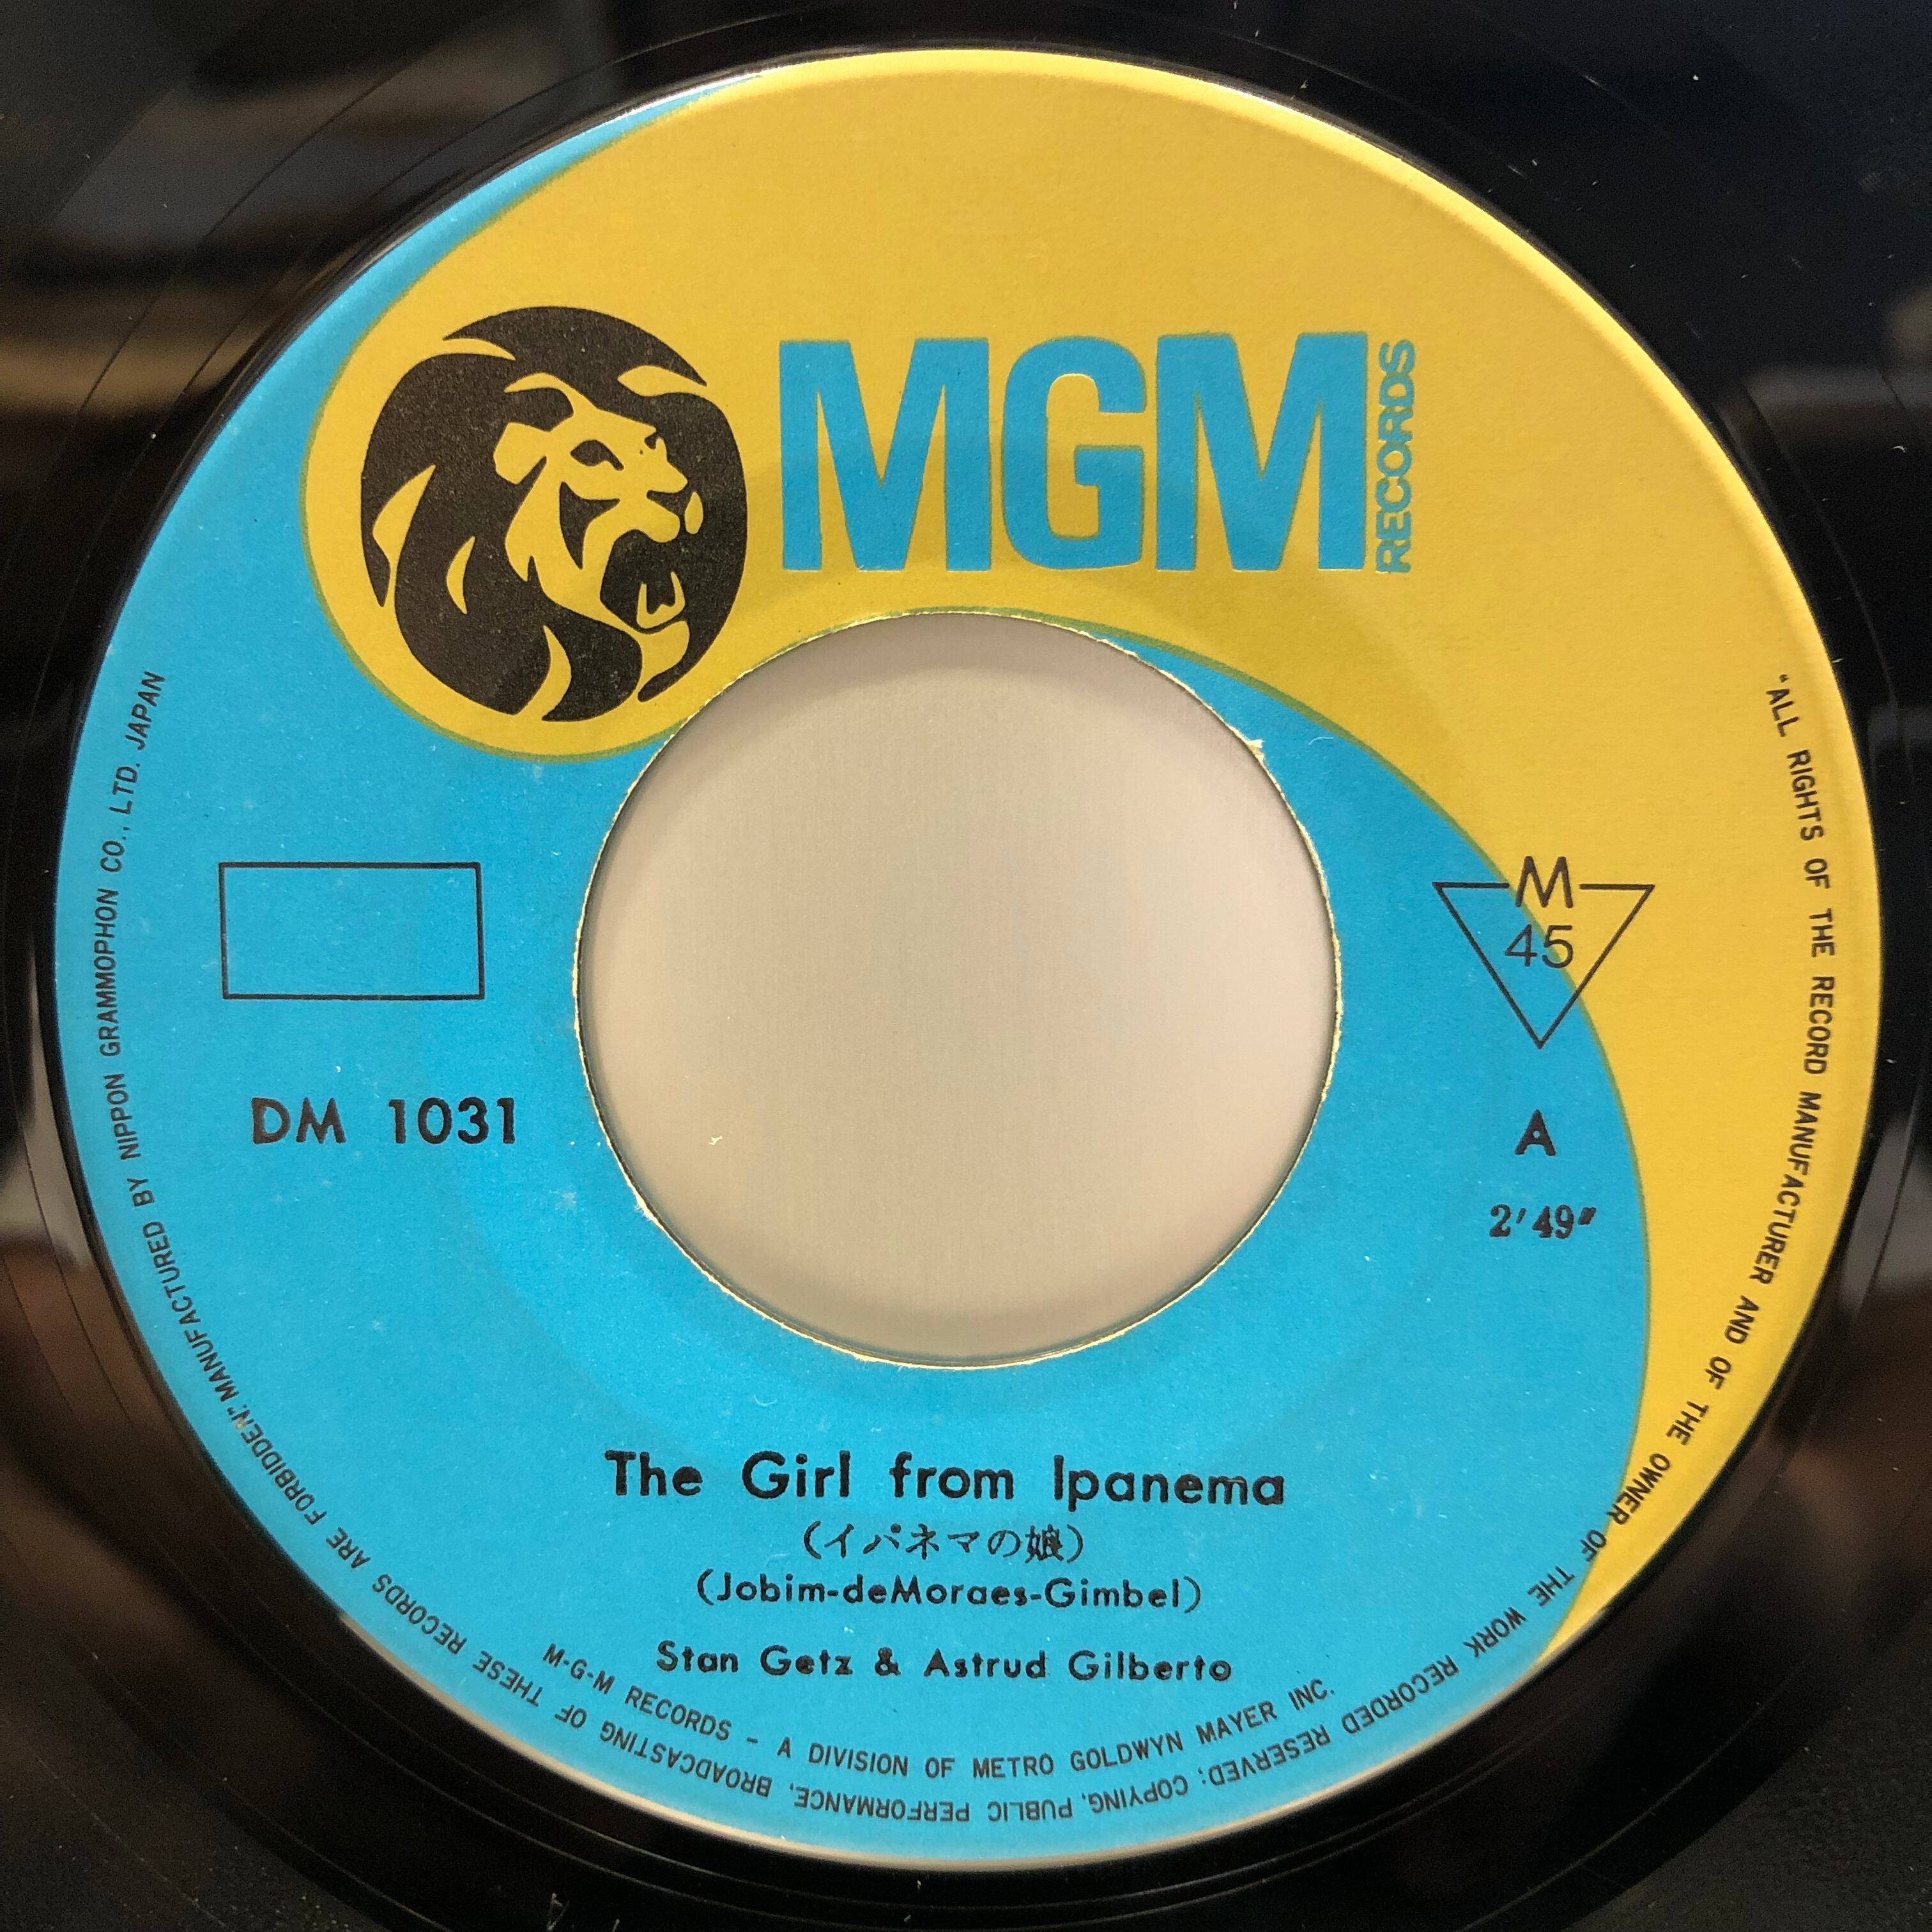 MGM
RECORDS
M
45
DM 1031
A
2'49"
The Girl from Ipanema
(イパネマの娘)
(Jobim-deMoraes-Gimbel)
Stan Getz & Astrud Gilberto
M-G-M RECORDS - A DIVISION OF METRO GOLDWYN MAYER INC.
"ALL RIGHTS OF THE RECORD MANUFACTURER AND OF THE OWNER OF THE WORK RECORDED RESERVED; COPYING, PUBLIC PERFORMANCE, BROADCASTING OF THESE RECORDS ARE FORBIDDEN." MANUFACTURED BY NIPPON GRAMMOPHON CO., LTD. JAPAN